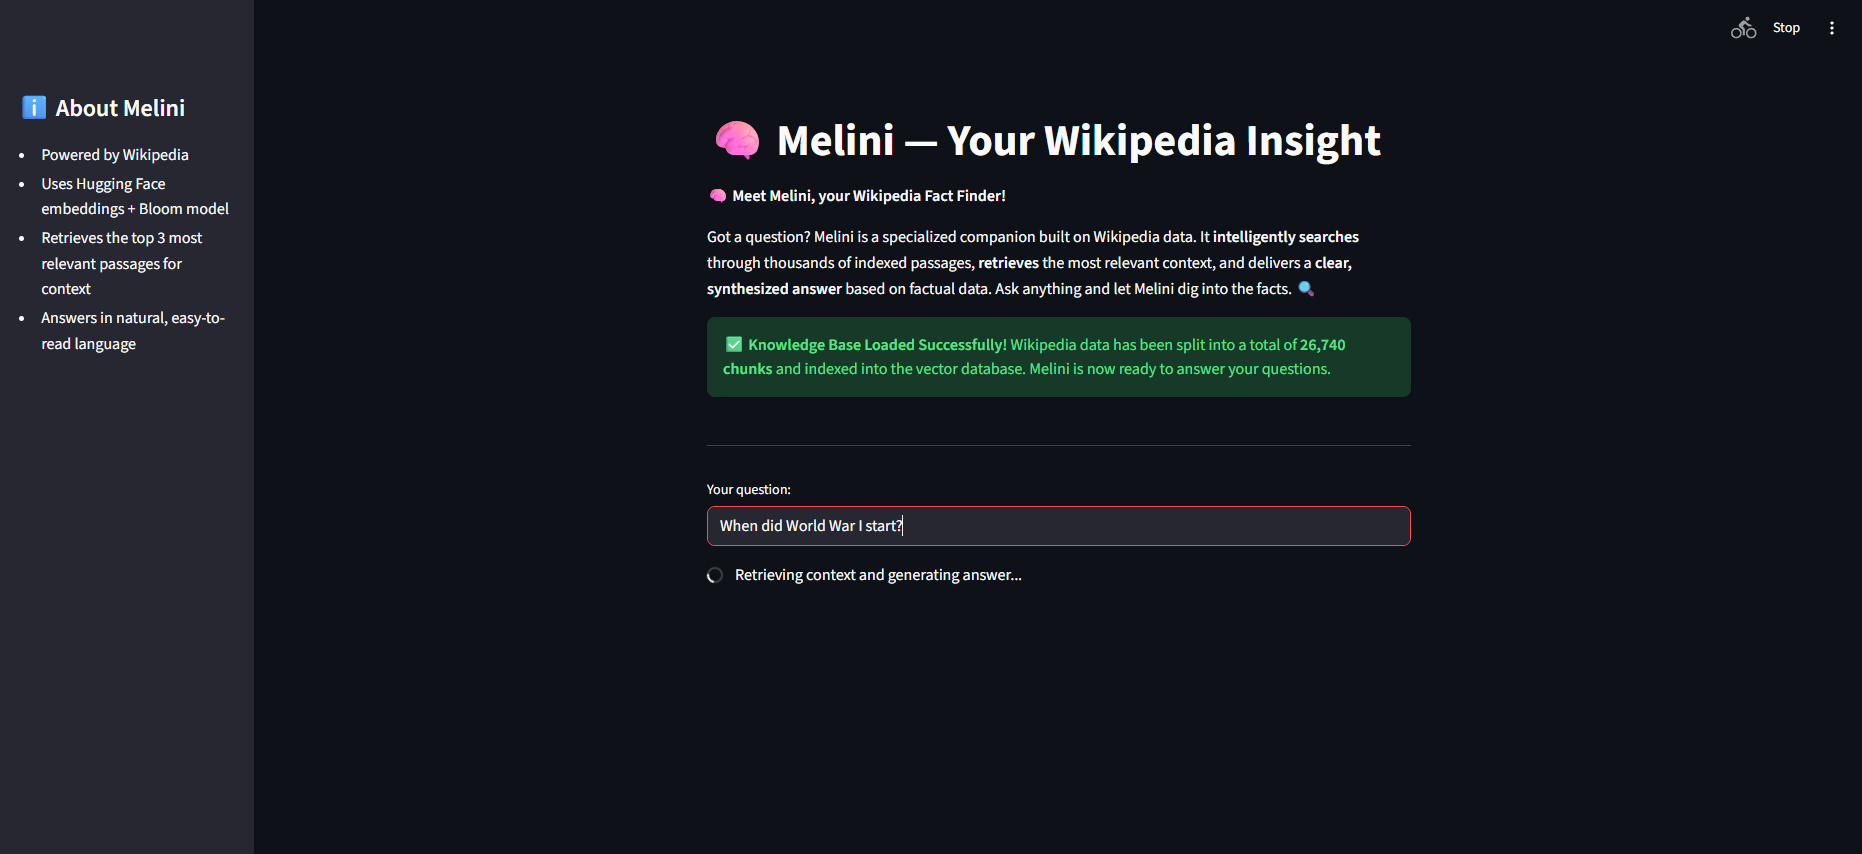 Stop
About Melini
Powered by Wikipedia
Uses Hugging Face
embeddings + Bloom model
Retrieves the top 3 most
relevant passages for
context
Answers in natural, easy-to-
read language
Melini — Your Wikipedia Insight
Meet Melini, your Wikipedia Fact Finder!
Got a question? Melini is a specialized companion built on Wikipedia data. It intelligently searches
through thousands of indexed passages, retrieves the most relevant context, and delivers a clear,
synthesized answer based on factual data. Ask anything and let Melini dig into the facts.
Knowledge Base Loaded Successfully! Wikipedia data has been split into a total of 26,740
chunks and indexed into the vector database. Melini is now ready to answer your questions.
Your question:
When did World War I start?
Retrieving context and generating answer...